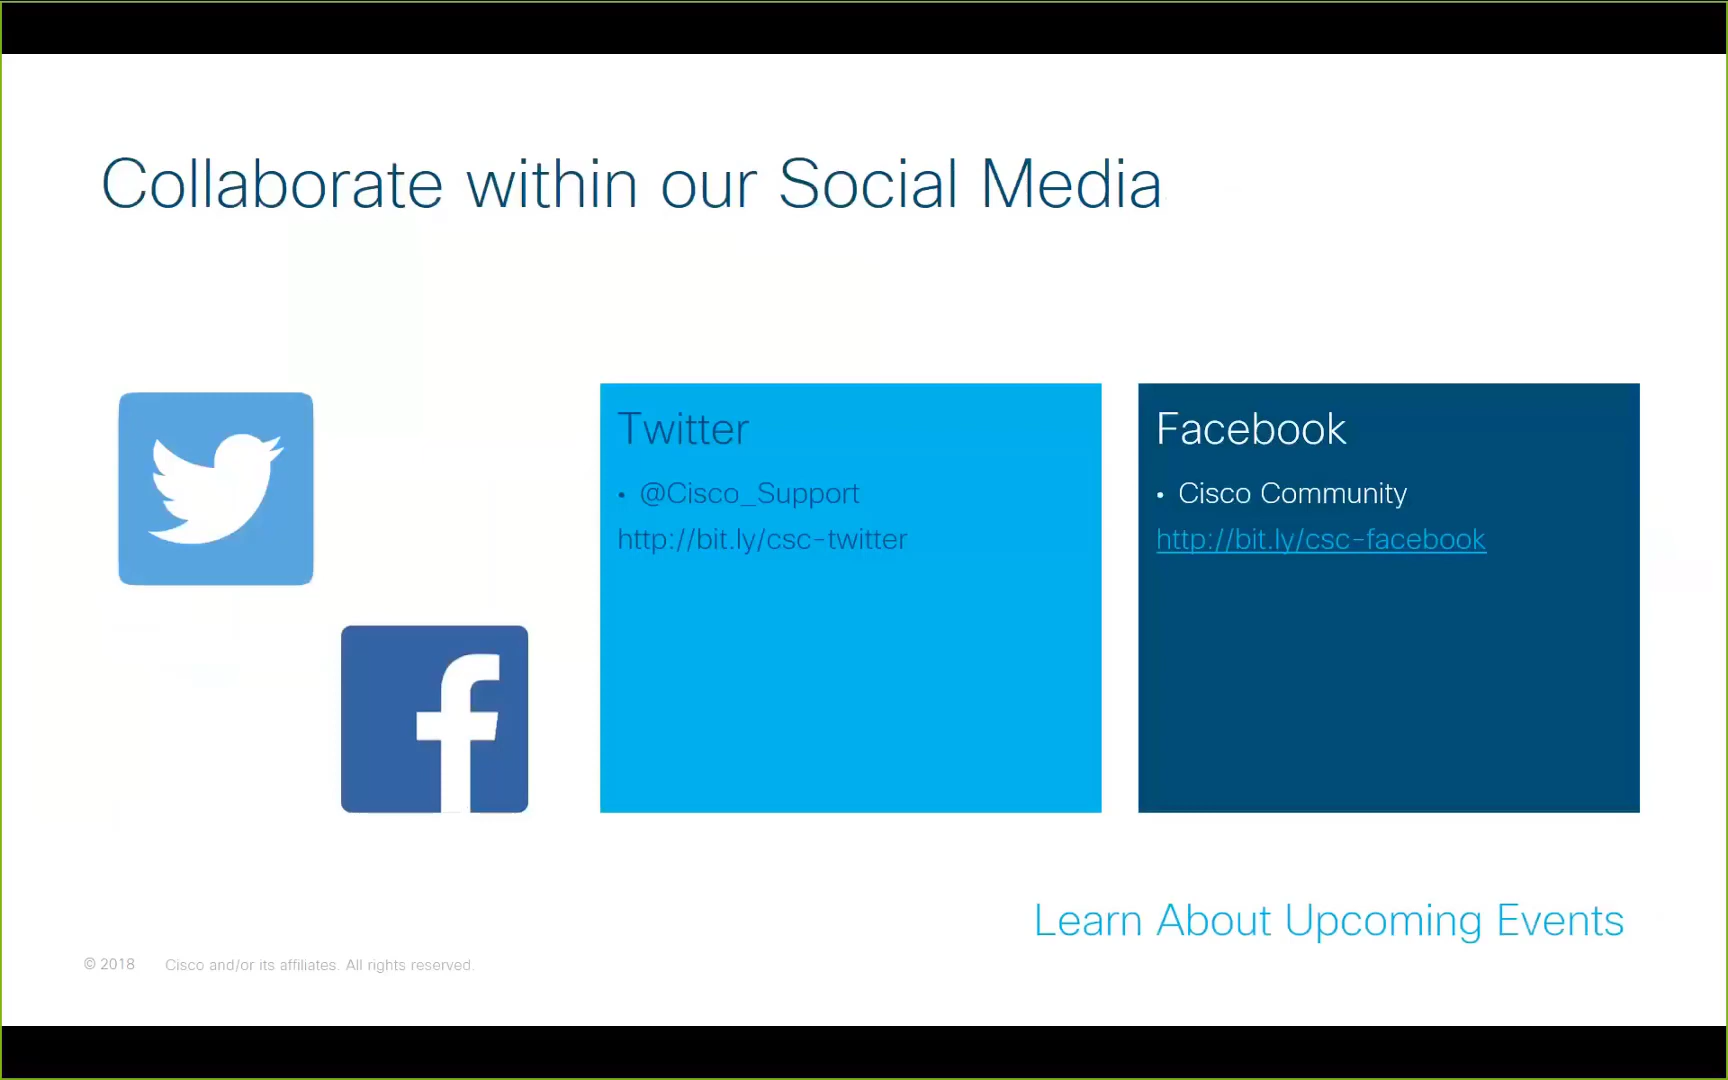 Collaborate within our Social Media
Twitter
• @Cisco_Support
http://bit.ly/csc-twitter
Facebook
• Cisco Community
http://bit.ly/csc-facebook
Learn About Upcoming Events
© 2018 Cisco and/or its affiliates. All rights reserved.